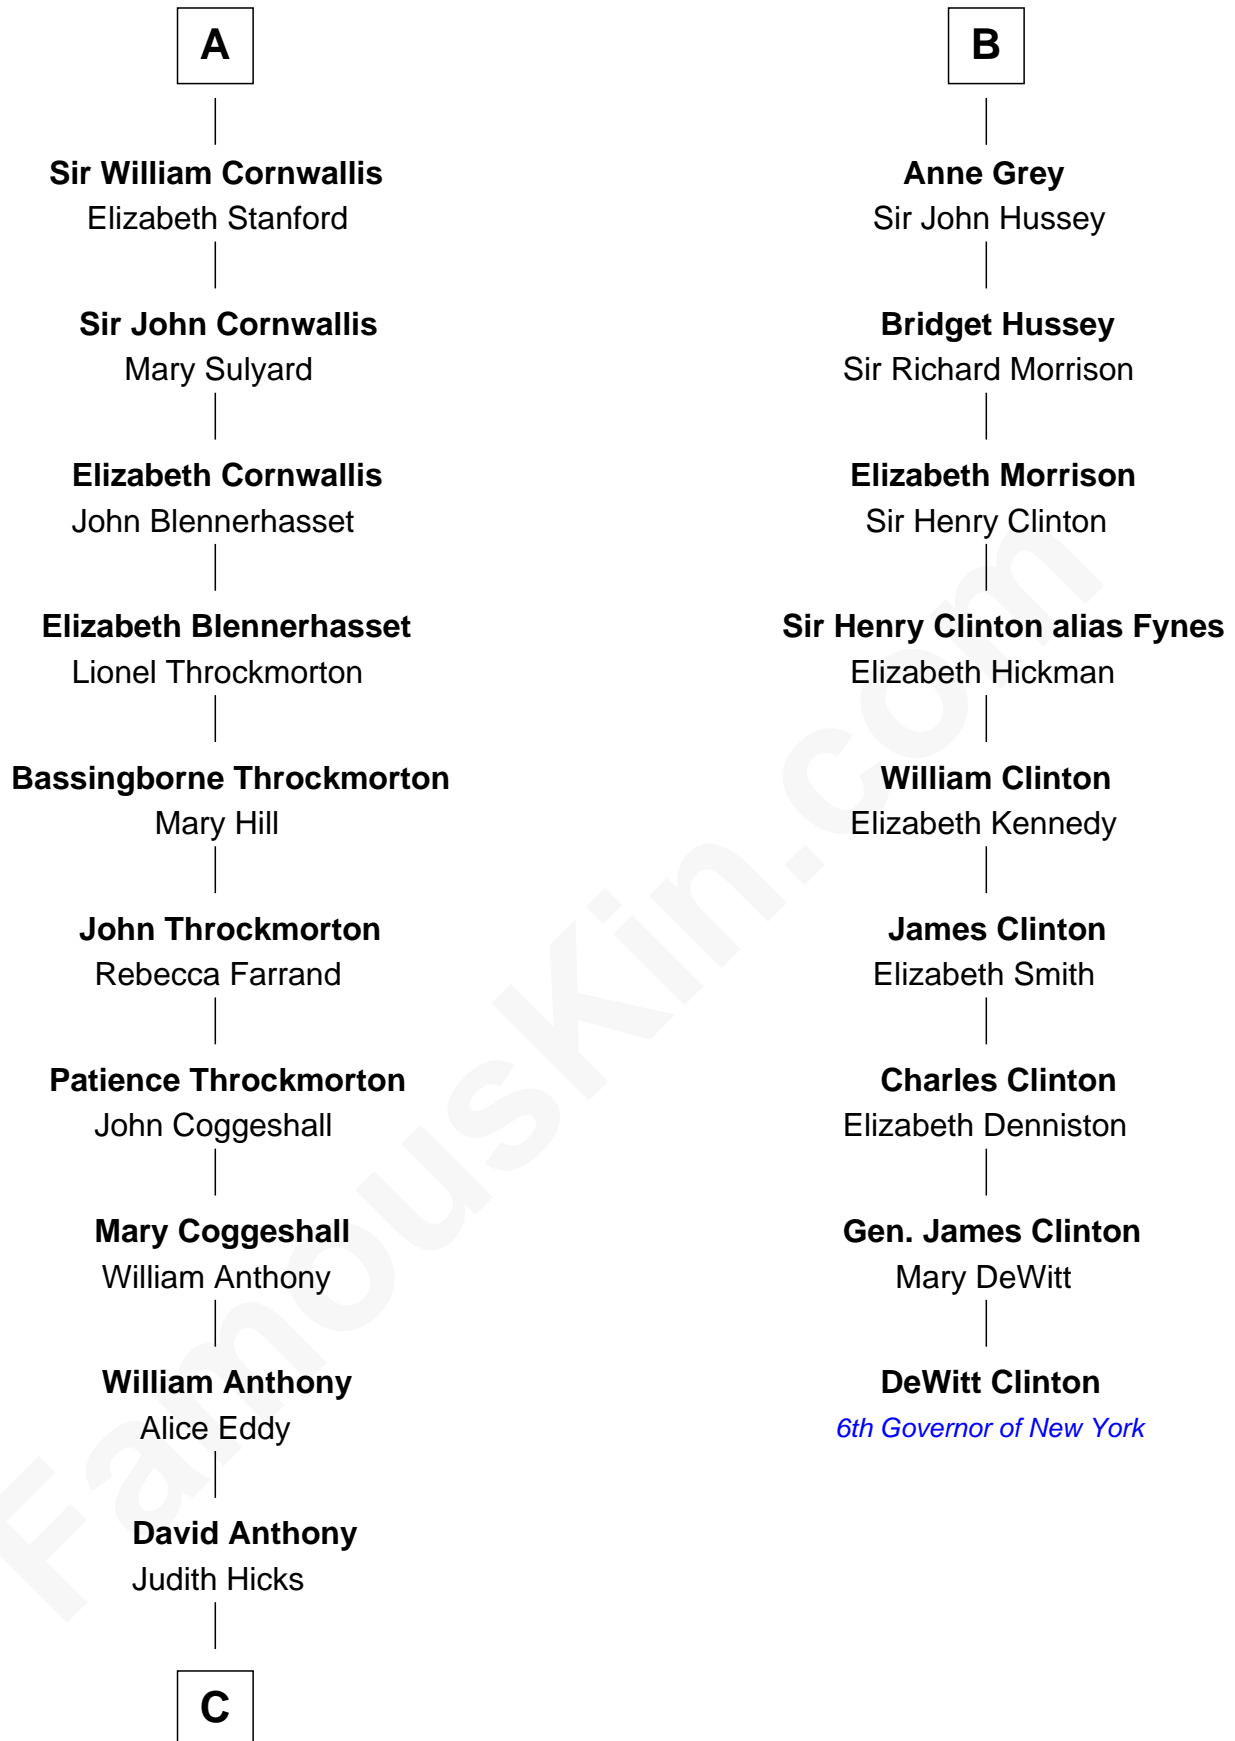 A
Sir William Cornwallis
Elizabeth Stanford
Sir John Cornwallis
Mary Sulyard
Elizabeth Cornwallis
John Blennerhasset
Elizabeth Blennerhasset
Lionel Throckmorton
Bassingborne Throckmorton
Mary Hill
John Throckmorton
Rebecca Farrand
Patience Throckmorton
John Coggeshall
Mary Coggeshall
William Anthony
William Anthony
Alice Eddy
David Anthony
Judith Hicks
C
B
Anne Grey
Sir John Hussey
Bridget Hussey
Sir Richard Morrison
Elizabeth Morrison
Sir Henry Clinton
Sir Henry Clinton alias Fynes
Elizabeth Hickman
William Clinton
Elizabeth Kennedy
James Clinton
Elizabeth Smith
Charles Clinton
Elizabeth Denniston
Gen. James Clinton
Mary DeWitt
DeWitt Clinton
6th Governor of New York
FamousKin.com